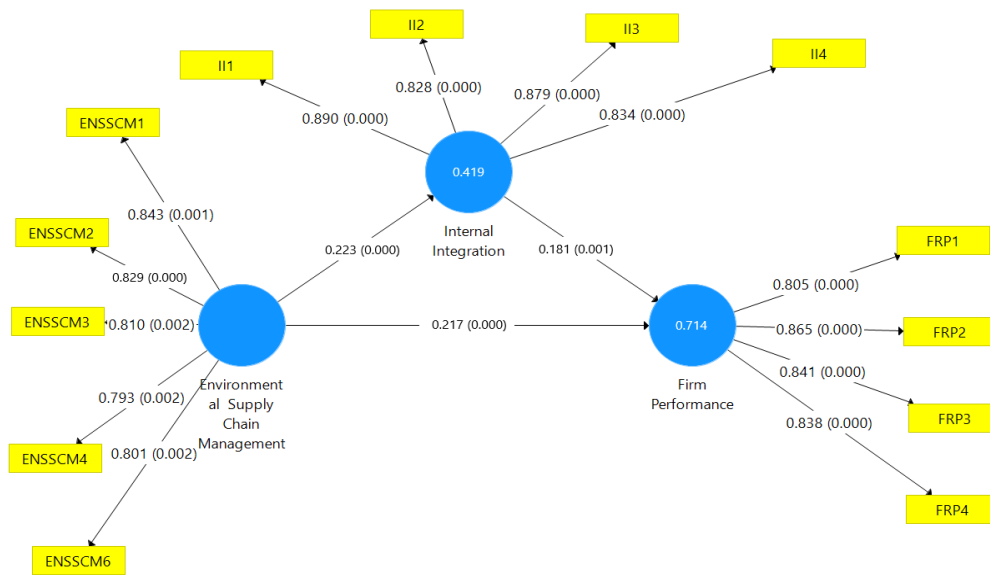 II2
II3
II4
II1
0.828 (0.000)
0.879 (0.000)
0.890 (0.000)
0.834 (0.000)
ENSSCM1
0.419
0.843 (0.001)
Internal
Integration
ENSSCM2
FRP1
0.223 (0.000)
0.181 (0.001)
0.829 (0.000)
0.805 (0.000)
ENSSCM3
0.810 (0.002)
0.217 (0.000)
0.714
0.865 (0.000)
FRP2
0.841 (0.000)
Environment
al Supply
Chain
Management
Firm
Performance
0.793 (0.002)
FRP3
0.838 (0.000)
0.801 (0.002)
ENSSCM4
FRP4
ENSSCM6